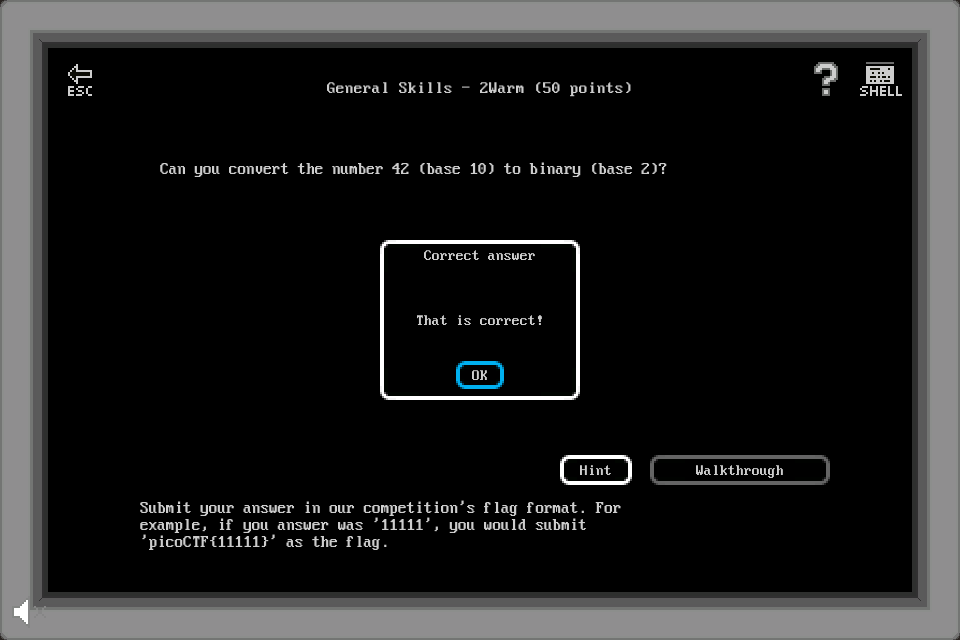 ESC
General Skills - 2Warm (50 points)
?
SHELL
Can you convert the number 42 (base 10) to binary (base 2)?
Correct answer
That is correct!
OK
Hint
Walkthrough
Submit your answer in our competition's flag format. For
example, if you answer was '11111', you would submit
'picoCTF{11111}' as the flag.